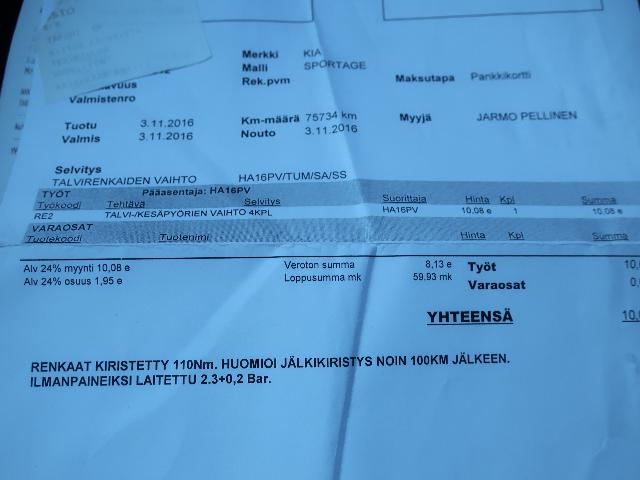 Merkki KIA
Malli SPORTAGE
Rek.pvm
Maksutapa Pankkikortti
Valmistenro
Tuotu 3.11.2016 Km-määrä 75734 km Myyjä JARMO PELLINEN
Valmis 3.11.2016 Nouto 3.11.2016
Selvitys
TALVIRENKAIDEN VAIHTO HA16PV/TUM/SA/SS
TYÖT Pääasentaja: HA16PV
Työkoodi Tehtävä Selvitys Suorittaja Hinta Kpl Summa
RE2 TALVI-/KESÄPYÖRIEN VAIHTO 4KPL HA16PV 10,08 e 1 10,08 e
VARAOSAT
Tuotekoodi Tuotenimi Hinta Kpl Summa
Alv 24% myynti 10,08 e Veroton summa 8,13 e Työt
Alv 24% osuus 1,95 e Loppusumma mk 59,93 mk Varaosat
YHTEENSÄ
RENKAAT KIRISTETTY 110Nm. HUOMIOI JÄLKIKIRISTYS NOIN 100KM JÄLKEEN.
ILMANPAINEIKSI LAITETTU 2.3+0,2 Bar.